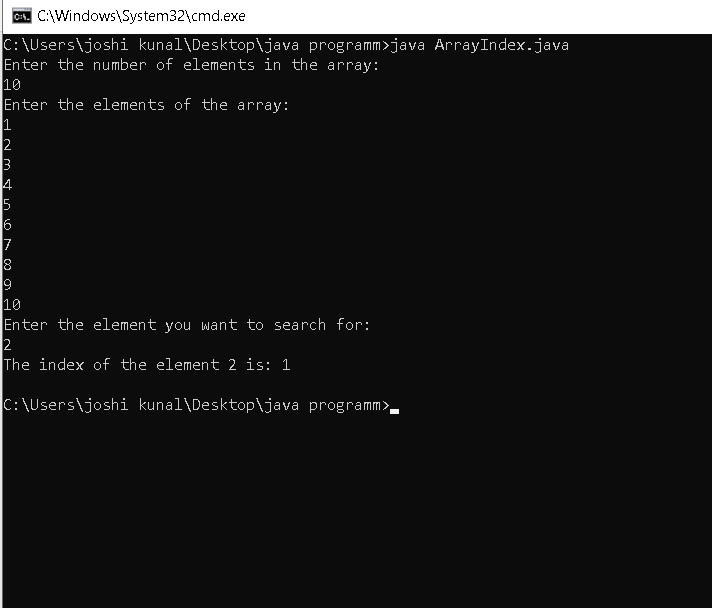 C:\Windows\System32\cmd.exe
C:\Users\joshi kunal\Desktop\java programm>java ArrayIndex.java
Enter the number of elements in the array:
10
Enter the elements of the array:
1
2
3
4
5
6
7
8
9
10
Enter the element you want to search for:
2
The index of the element 2 is: 1
C:\Users\joshi kunal\Desktop\java programm>